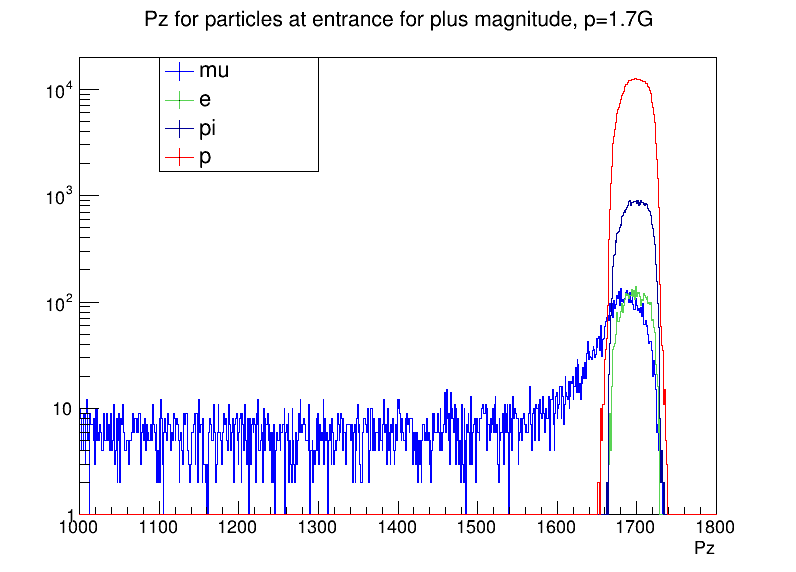 Pz for particles at entrance for plus magnitude, p=1.7G
mu
e
pi
p
10^4
10^3
10^2
10
1
1000 1100 1200 1300 1400 1500 1600 1700 1800
Pz